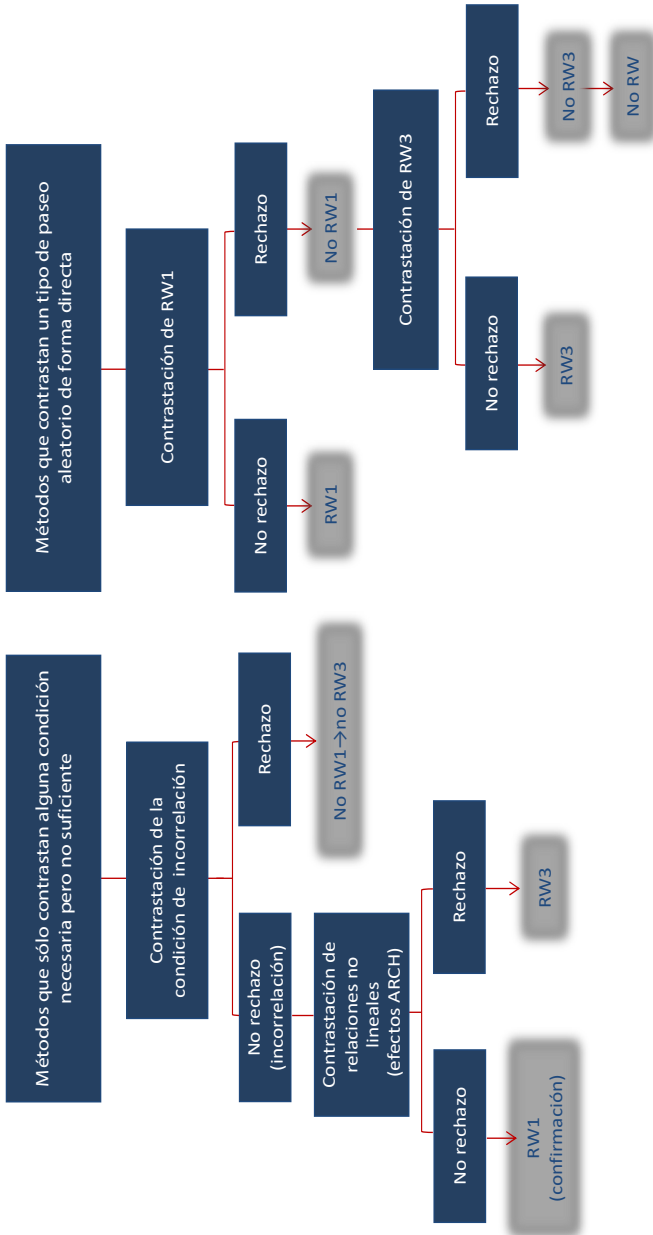 Métodos que sólo contrastan alguna condición
necesaria pero no suficiente
Contrastación de la
condición de incorrelación
No rechazo
(incorrelación)
Rechazo
Contrastación de
relaciones no
lineales
(efectos ARCH)
No RW1→no RW3
No rechazo
Rechazo
RW1
(confirmación)
RW3
Métodos que contrastan un tipo de paseo
aleatorio de forma directa
Contrastación de RW1
No rechazo
Rechazo
RW1
No RW1
Contrastación de RW3
No rechazo
Rechazo
RW3
No RW3
No RW